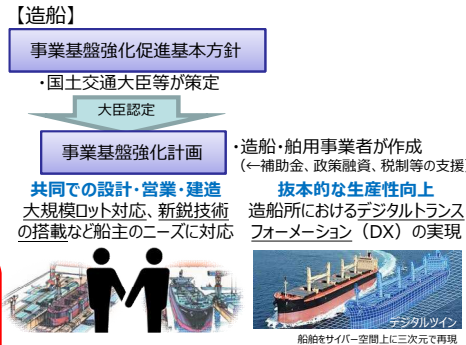 【造船】
事業基盤強化促進基本方針
・国土交通大臣等が策定
大臣認定
事業基盤強化計画
・造船・舶用事業者が作成
（←補助金、政策融資、税制等の支援）
共同での設計・営業・建造
大規模ロット対応、新鋭技術
の搭載など船主のニーズに対応
抜本的な生産性向上
造船所におけるデジタルトランス
フォーメーション（DX）の実現
デジタルツイン
船舶をサイバー空間上に三次元で再現